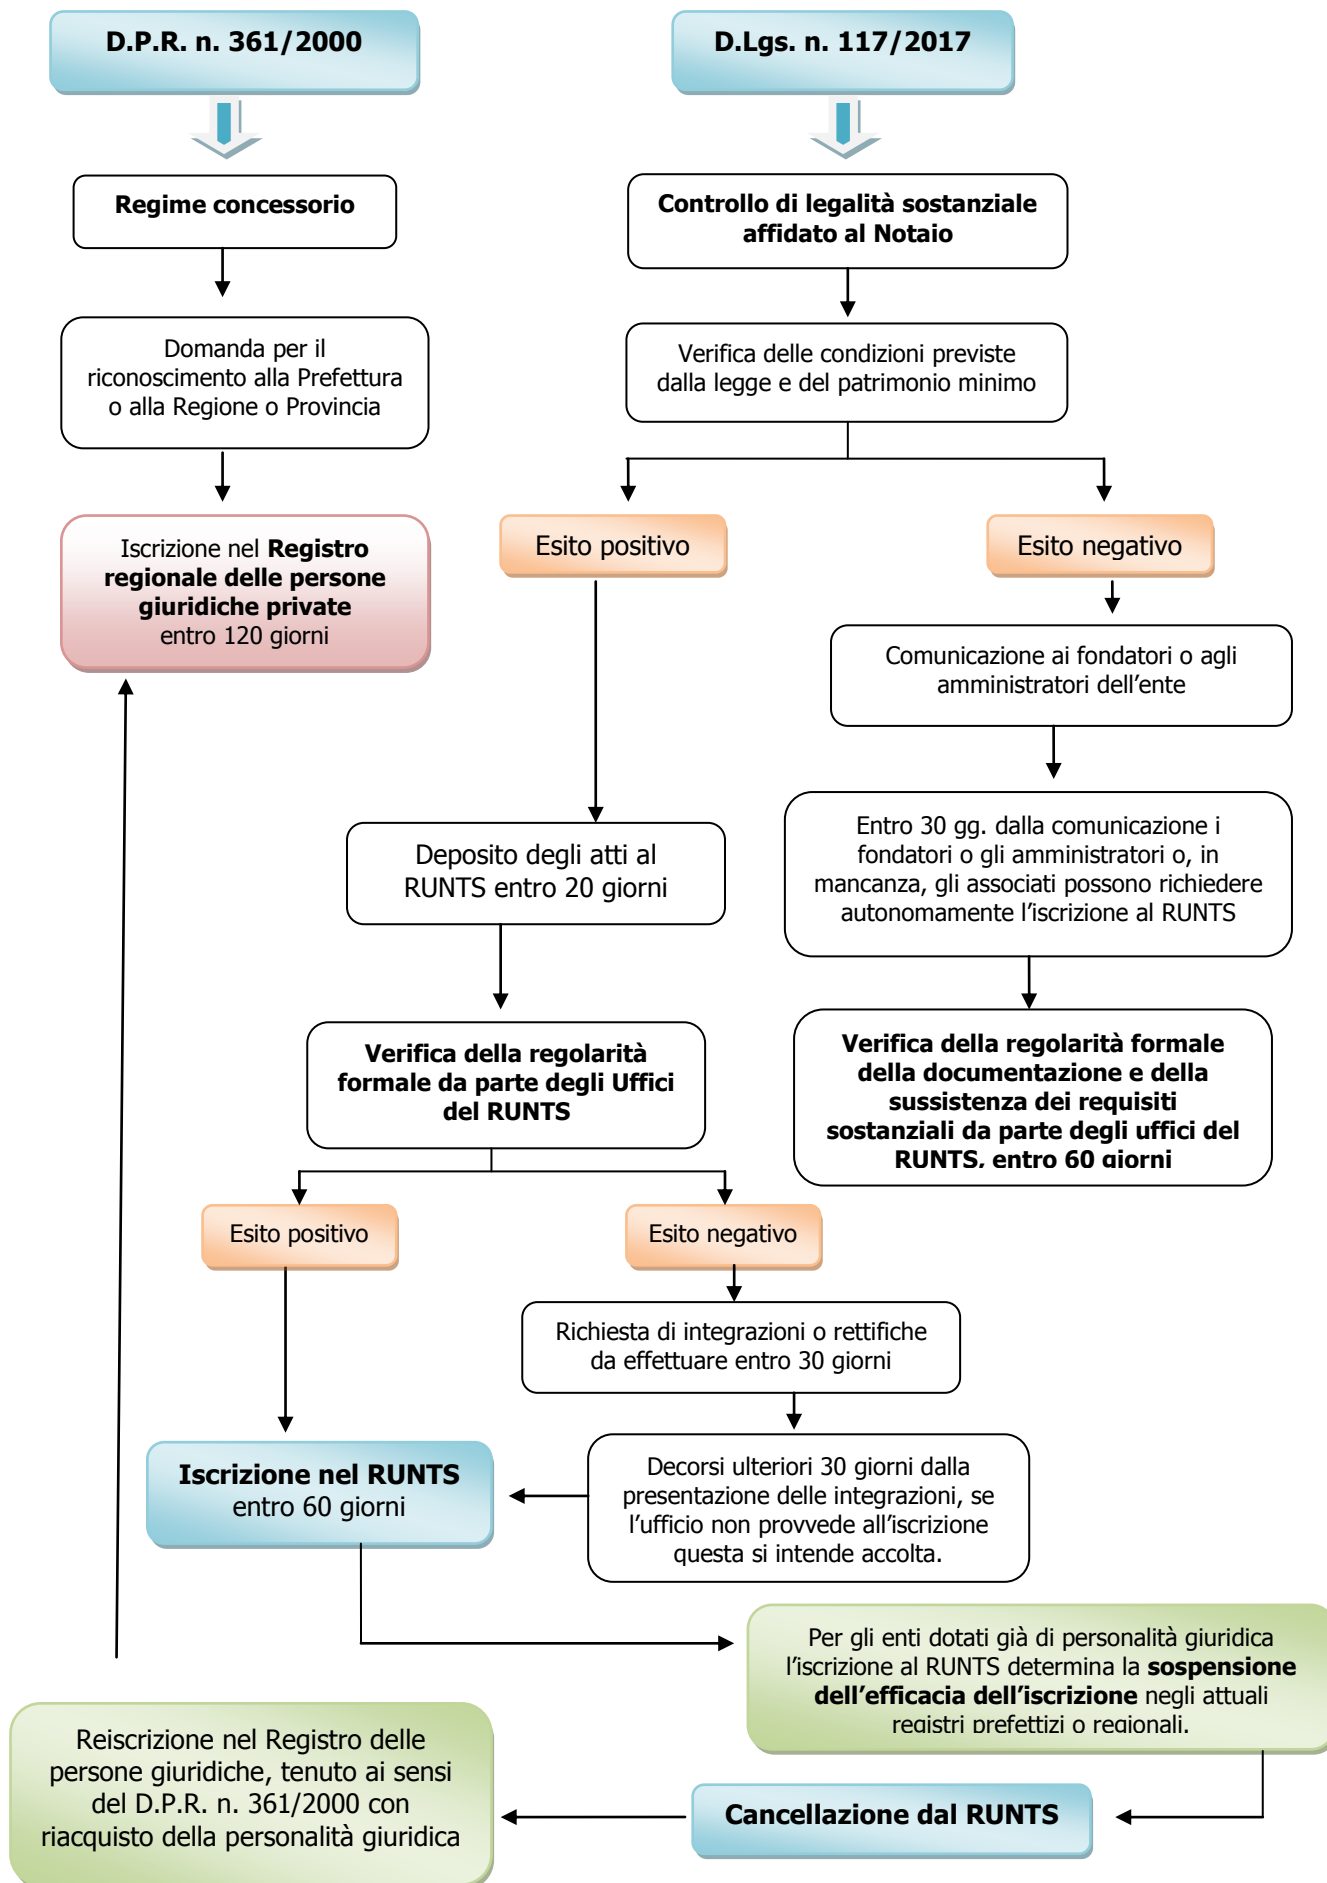 D.P.R. n. 361/2000
D.Lgs. n. 117/2017
Regime concessorio
Controllo di legalità sostanziale
affidato al Notaio
Domanda per il
riconoscimento alla Prefettura
o alla Regione o Provincia
Verifica delle condizioni previste
dalla legge e del patrimonio minimo
Iscrizione nel Registro
regionale delle persone
giuridiche private
entro 120 giorni
Esito positivo
Esito negativo
Comunicazione ai fondatori o agli
amministratori dell’ente
Deposito degli atti al
RUNTS entro 20 giorni
Entro 30 gg. dalla comunicazione i
fondatori o gli amministratori o, in
mancanza, gli associati possono richiedere
autonomamente l’iscrizione al RUNTS
Verifica della regolarità
formale da parte degli Uffici
del RUNTS
Verifica della regolarità formale
della documentazione e della
sussistenza dei requisiti
sostanziali da parte degli uffici del
RUNTS, entro 60 giorni
Esito positivo
Esito negativo
Richiesta di integrazioni o rettifiche
da effettuare entro 30 giorni
Iscrizione nel RUNTS
entro 60 giorni
Decorsi ulteriori 30 giorni dalla
presentazione delle integrazioni, se
l’ufficio non provvede all’iscrizione
questa si intende accolta.
Per gli enti dotati già di personalità giuridica
l’iscrizione al RUNTS determina la sospensione
dell’efficacia dell’iscrizione negli attuali
registri prefettizi o regionali.
Reiscrizione nel Registro delle
persone giuridiche, tenuto ai sensi
del D.P.R. n. 361/2000 con
riacquisto della personalità giuridica
Cancellazione dal RUNTS